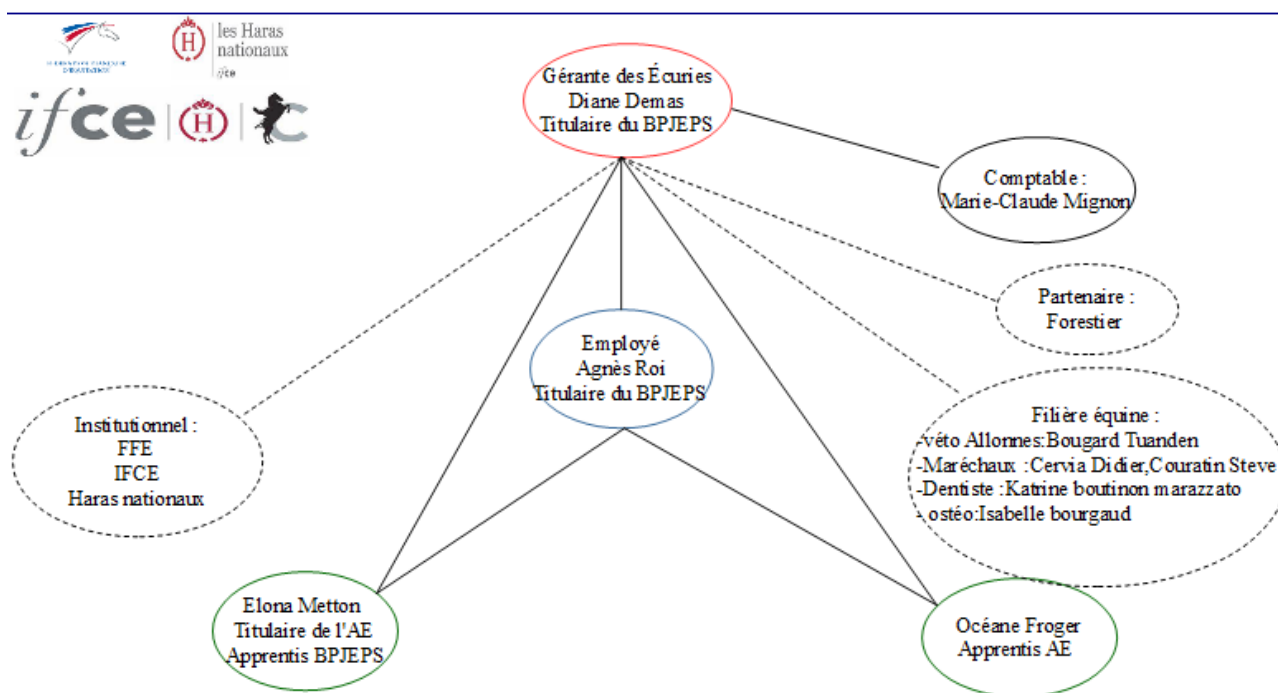 les Haras
nationaux
ifce
FÉDÉRATION FRANÇAISE
D'ÉQUITATION
ifce H C
Gérante des Écuries
Diane Demas
Titulaire du BPJEPS
Comptable :
Marie-Claude Mignon
Partenaire :
Forestier
Employé
Agnès Roi
Titulaire du BPJEPS
Institutionnel :
FFE
IFCE
Haras nationaux
Filière équine :
-véto Allonnes:Bougard Tuanden
-Maréchaux :Cervia Didier,Couratin Steve
-Dentiste :Katrine boutinon marazzato
- ostéo:Isabelle bourgaud
Elona Metton
Titulaire de l'AE
Apprentis BPJEPS
Océane Froger
Apprentis AE